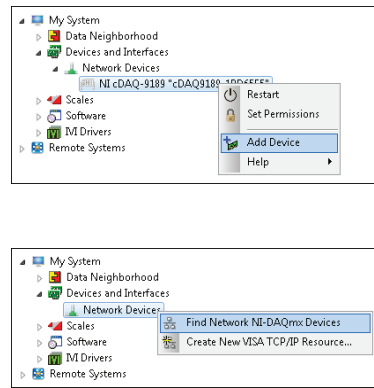 My System
Data Neighborhood
Devices and Interfaces
Network Devices
NI cDAQ-9189
Restart
Scales
Set Permissions
Software
IVI Drivers
Add Device
Remote Systems
Help
My System
Data Neighborhood
Devices and Interfaces
Network Devices
Find Network NI-DAQmx Devices
Scales
Software
Create New VISA TCP/IP Resource...
IVI Drivers
Remote Systems